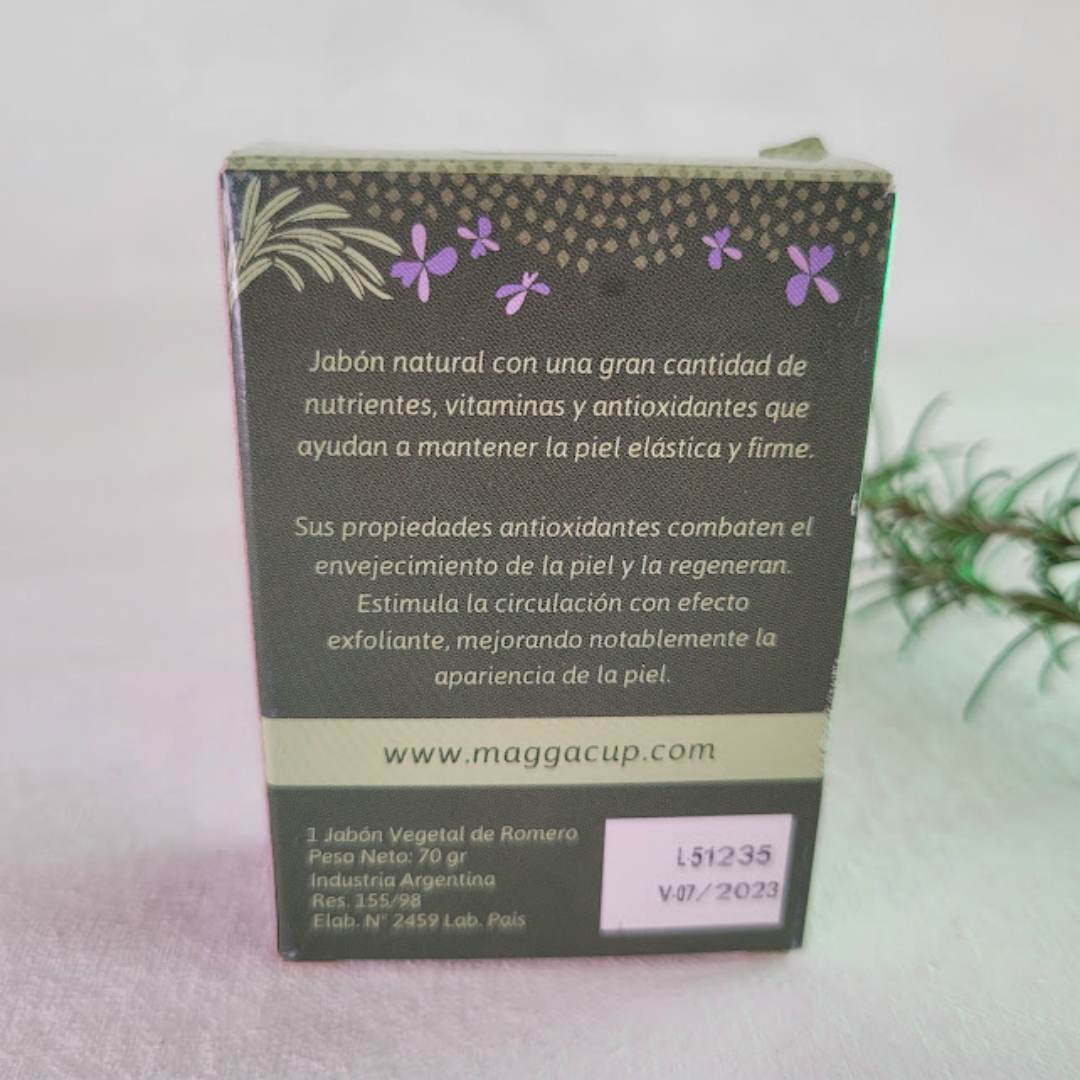 Jabón natural con una gran cantidad de
nutrientes, vitaminas y antioxidantes que
ayudan a mantener la piel elástica y firme.
Sus propiedades antioxidantes combaten el
envejecimiento de la piel y la regeneran.
Estimula la circulación con efecto
exfoliante, mejorando notablemente la
apariencia de la piel.
www.maggacup.com
1 Jabón Vegetal de Romero
Peso Neto: 70 gr
Industria Argentina
Res. 155/98
Elab. N° 2459 Lab. Pais
L-51235
V-07/2023